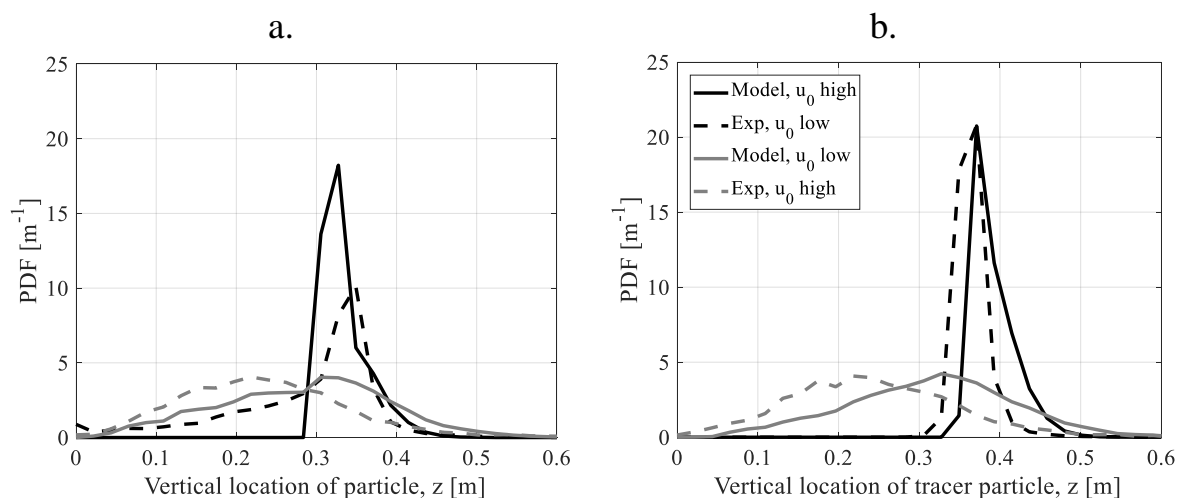 a.
25
20
15
10
5
0
PDF [m-1]
0 0.1 0.2 0.3 0.4 0.5 0.6
Vertical location of particle, z [m]
b.
25
20
15
10
5
0
PDF [m-1]
Model, u0 high
Exp, u0 low
Model, u0 low
Exp, u0 high
0 0.1 0.2 0.3 0.4 0.5 0.6
Vertical location of tracer particle, z [m]